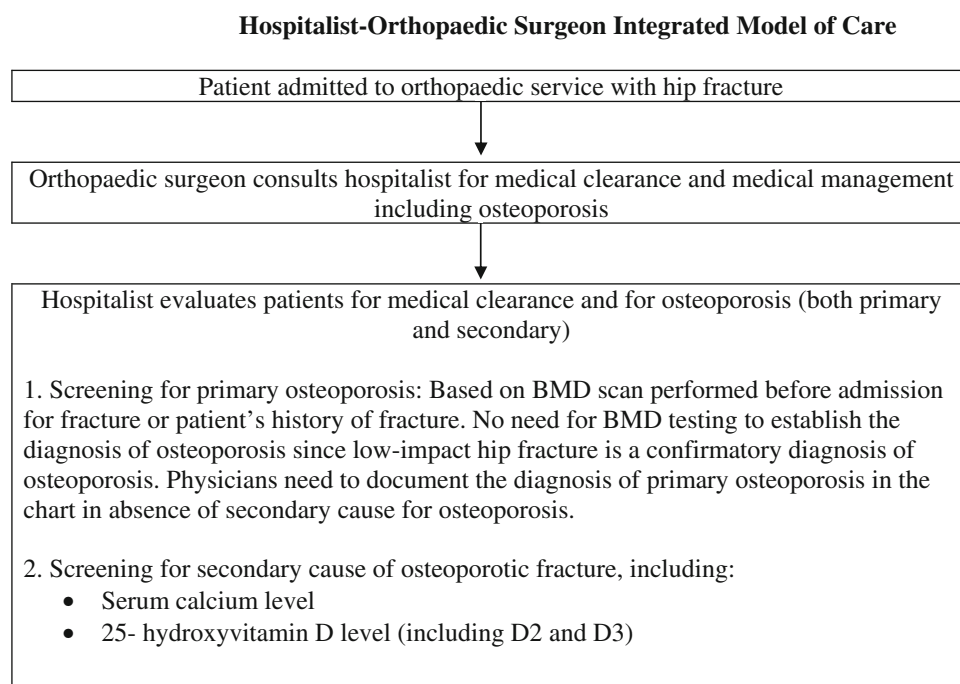 Hospitalist-Orthopaedic Surgeon Integrated Model of Care
Patient admitted to orthopaedic service with hip fracture
Orthopaedic surgeon consults hospitalist for medical clearance and medical management
including osteoporosis
Hospitalist evaluates patients for medical clearance and for osteoporosis (both primary
and secondary)
1. Screening for primary osteoporosis: Based on BMD scan performed before admission
for fracture or patient's history of fracture. No need for BMD testing to establish the
diagnosis of osteoporosis since low-impact hip fracture is a confirmatory diagnosis of
osteoporosis. Physicians need to document the diagnosis of primary osteoporosis in the
chart in absence of secondary cause for osteoporosis.
2. Screening for secondary cause of osteoporotic fracture, including:
• Serum calcium level
• 25- hydroxyvitamin D level (including D2 and D3)